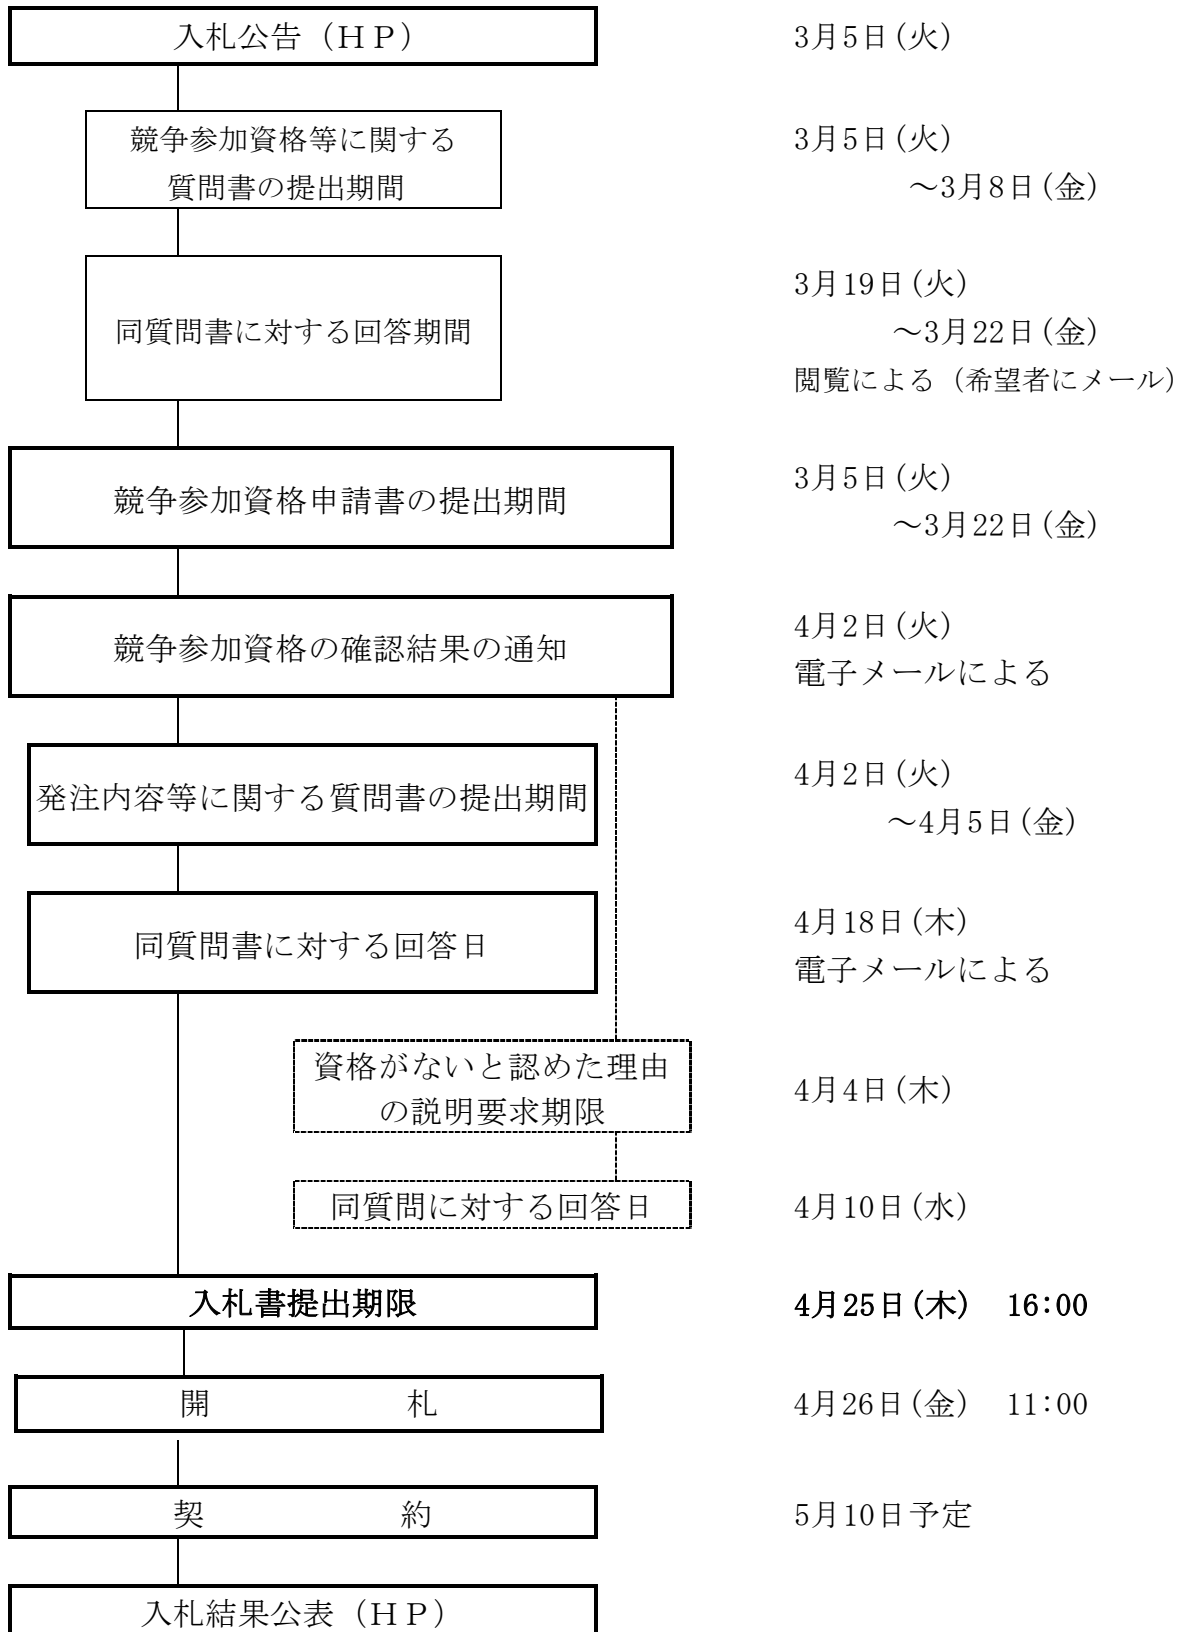 入札公告（ＨＰ）
3月5日(火)
競争参加資格等に関する
質問書の提出期間
3月5日(火)
～3月8日(金)
同質問書に対する回答期間
3月19日(火)
～3月22日(金)
閲覧による（希望者にメール）
競争参加資格申請書の提出期間
3月5日(火)
～3月22日(金)
競争参加資格の確認結果の通知
4月2日(火)
電子メールによる
発注内容等に関する質問書の提出期間
4月2日(火)
～4月5日(金)
同質問書に対する回答日
4月18日(木)
電子メールによる
資格がないと認めた理由
の説明要求期限
4月4日(木)
同質問に対する回答日
4月10日(水)
入札書提出期限
4月25日(木)　16:00
開　　　　　　札
4月26日(金)　11:00
契　　　　　　約
5月10日予定
入札結果公表（ＨＰ）